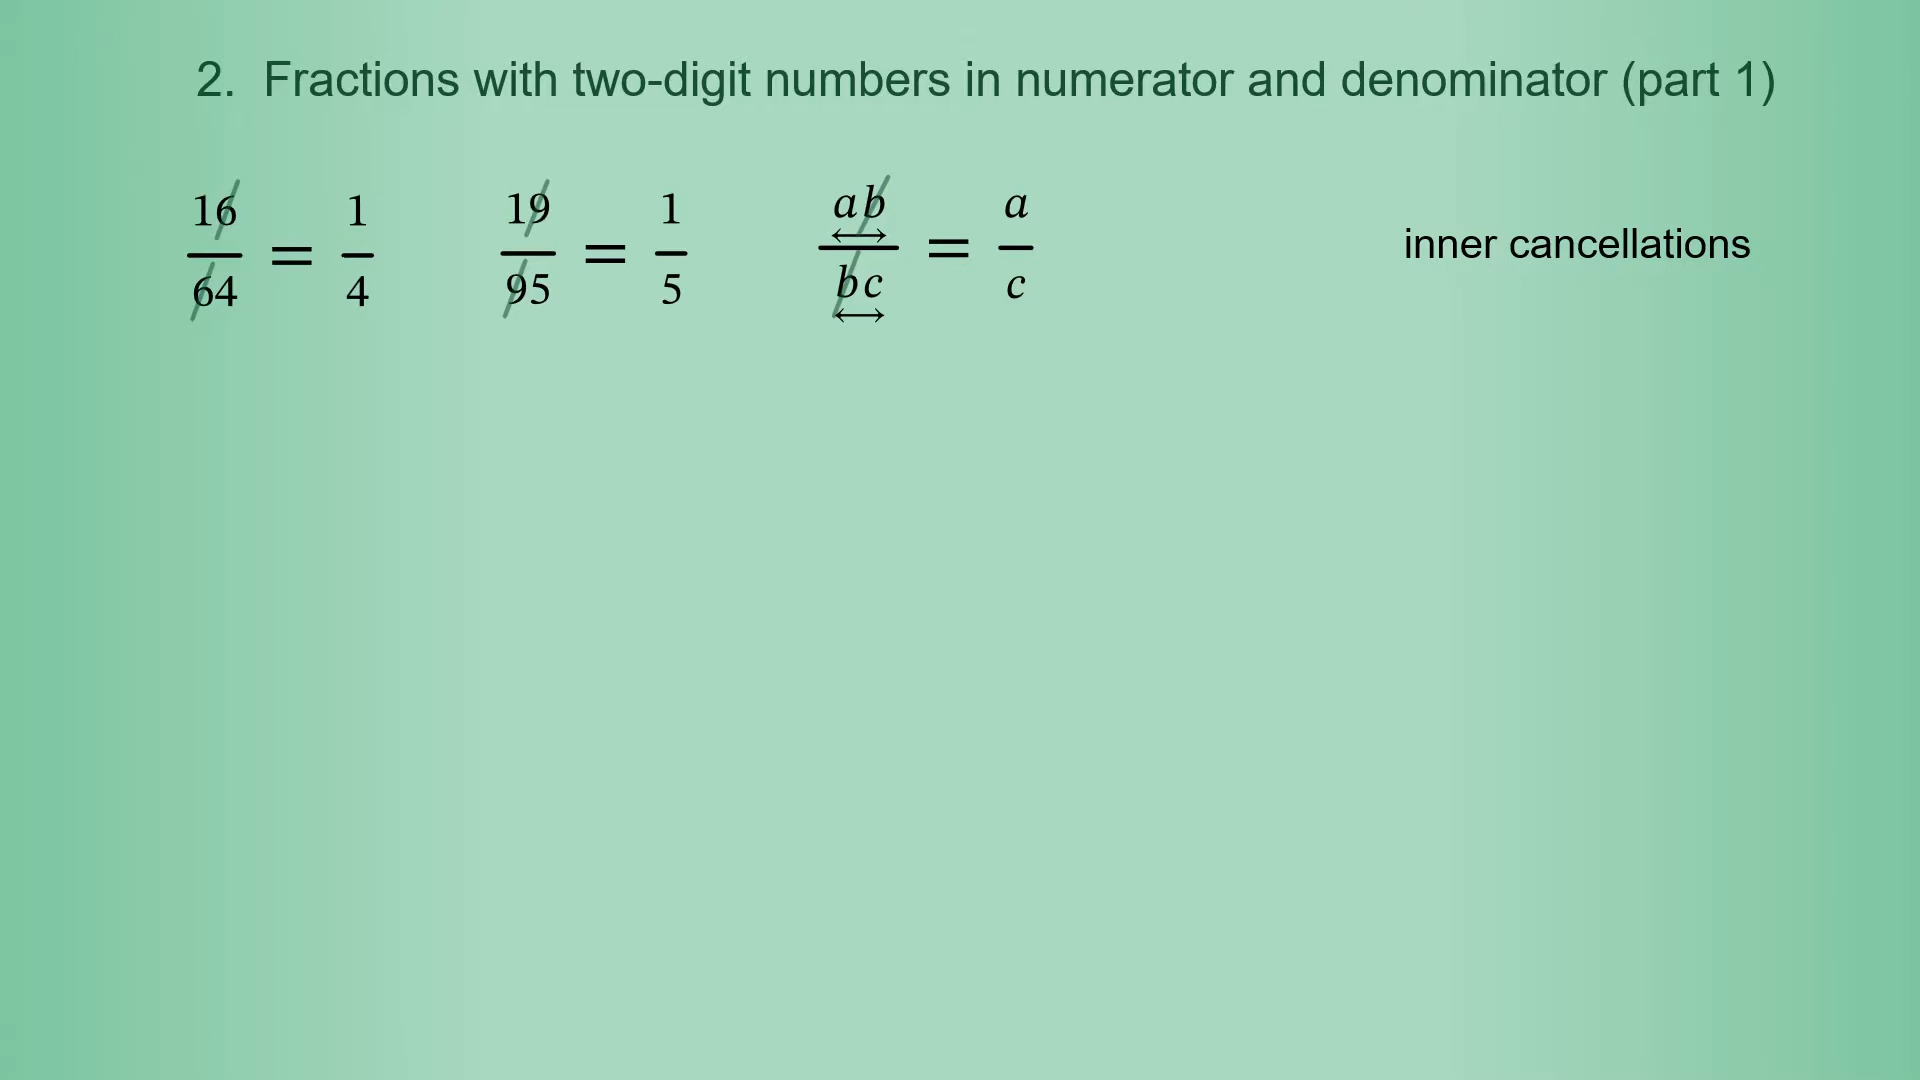 2. Fractions with two-digit numbers in numerator and denominator (part 1)
16/64 = 1/4 19/95 = 1/5 ab/bc = a/c inner cancellations